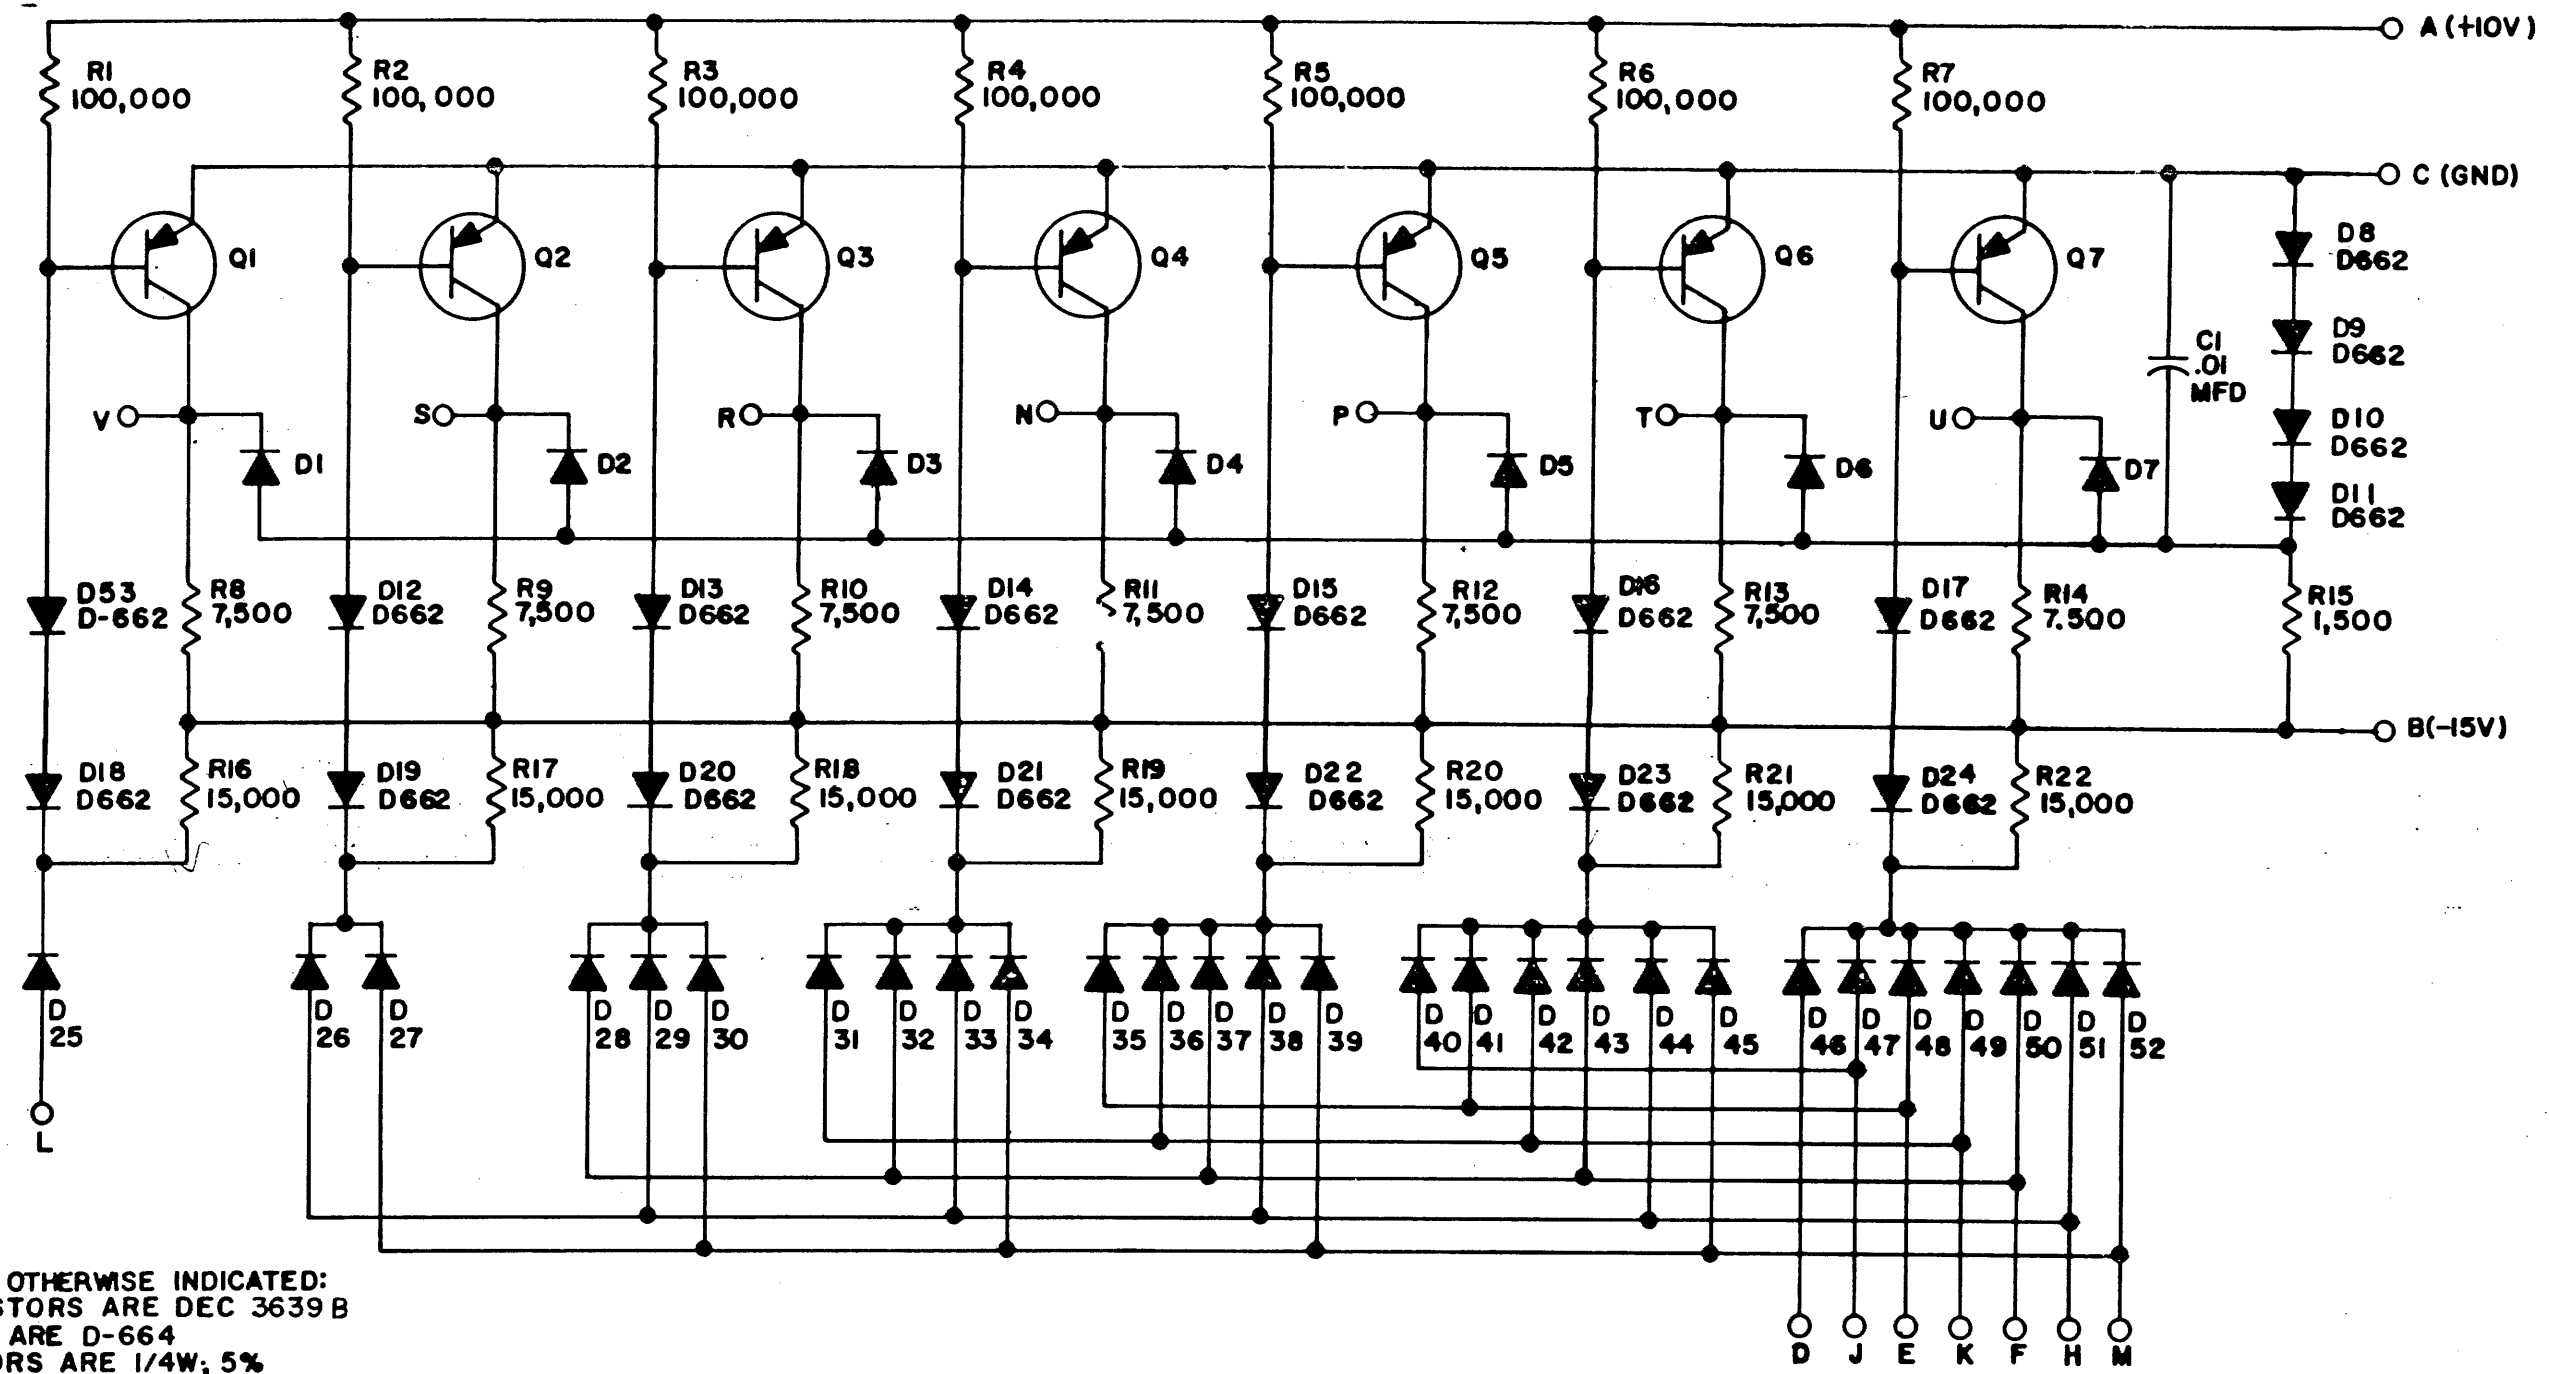 A (+10V)
R1
100,000
R2
100,000
R3
100,000
R4
100,000
R5
100,000
R6
100,000
R7
100,000
C (GND)
Q1
Q2
Q3
Q4
Q5
Q6
Q7
D8
D662
D9
D662
C1
.01
MFD
D10
D662
D11
D662
V
S
R
N
P
T
U
D1
D2
D3
D4
D5
D6
D7
D53
D-662
R8
7,500
D12
D662
R9
7,500
D13
D662
R10
7,500
D14
D662
R11
7,500
D15
D662
R12
7,500
D16
D662
R13
7,500
D17
D662
R14
7.500
R15
1,500
B(-15V)
D18
D662
R16
15,000
D19
D662
R17
15,000
D20
D662
R18
15,000
D21
D662
R19
15,000
D22
D662
R20
15,000
D23
D662
R21
15,000
D24
D662
R22
15,000
D
25
D
26
D
27
D
28
D
29
D
30
D
31
D
32
D
33
D
34
D
35
D
36
D
37
D
38
D
39
D
40
D
41
D
42
D
43
D
44
D
45
D
46
D
47
D
48
D
49
D
50
D
51
D
52
L
OTHERWISE INDICATED:
STORS ARE DEC 3639B
ARE D-664
ORS ARE 1/4W; 5%
D J E K F H M